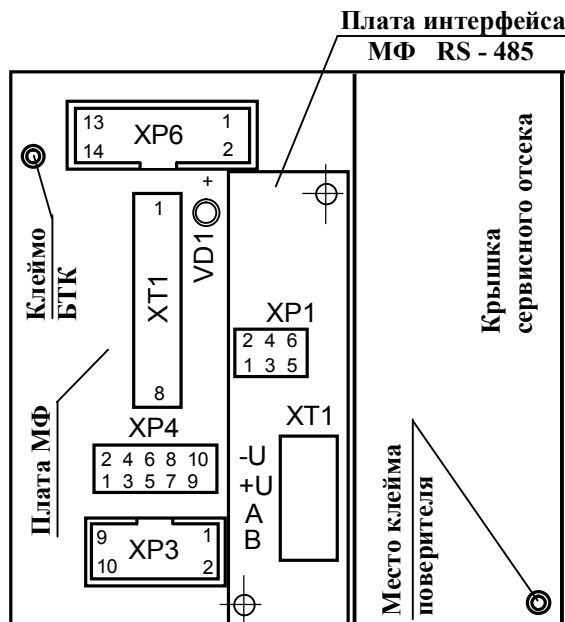 Плата интерфейса
МФ RS - 485
13 1
XP6
14 2
+
1
VD1
XT1
8
Клеймо
БТК
Крышка
сервисного отсека
XP1
2 4 6
1 3 5
XP4
2 4 6 8 10
1 3 5 7 9
XT1
-U
+U
A
B
Плата МФ
9 1
XP3
10 2
Место клейма
поверителя